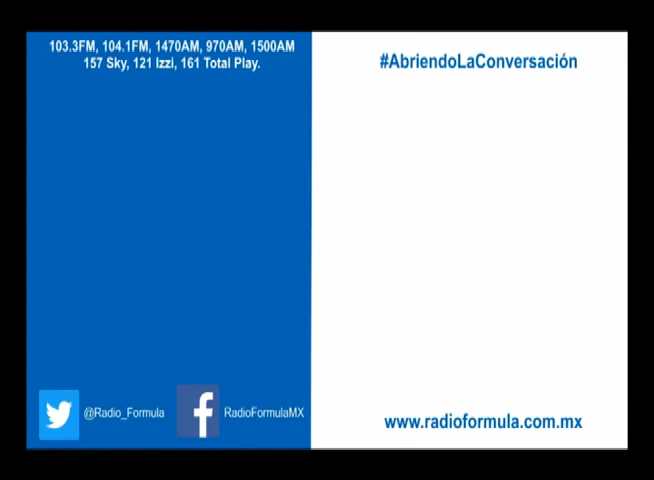 103.3FM, 104.1FM, 1470AM, 970AM, 1500AM
157 Sky, 121 Izzi, 161 Total Play.
#AbriendoLaConversación
@Radio_Formula
RadioFormulaMX
www.radioformula.com.mx